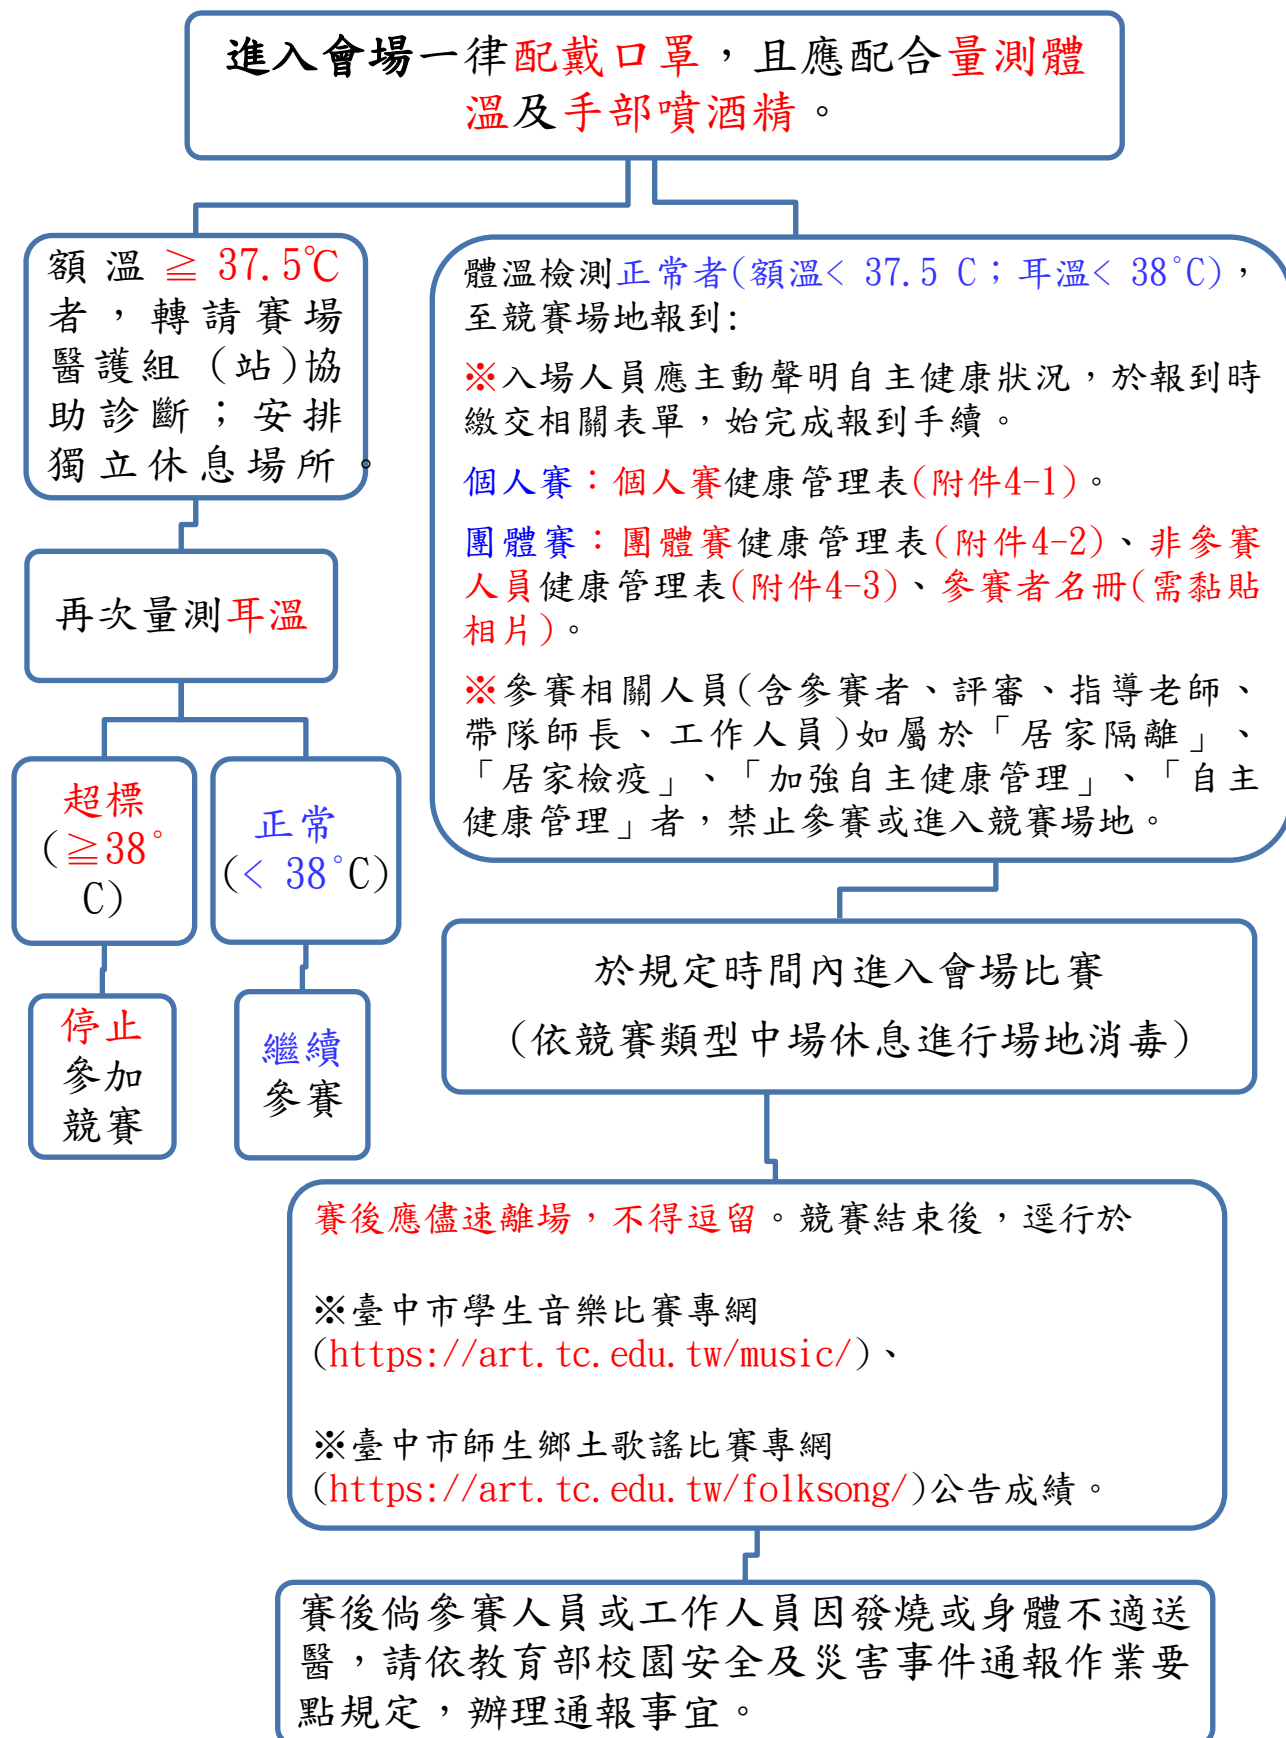 進入會場一律配戴口罩，且應配合量測體
溫及手部噴酒精。
額溫 ≧ 37.5℃
者，轉請賽場
醫護組（站)協
助診斷；安排
獨立休息場所。
再次量測耳溫
超標
(≧38°
C)
正常
(< 38°C)
停止
參加
競賽
繼續
參賽
體溫檢測正常者(額溫< 37.5 C；耳溫< 38°C)，
至競賽場地報到:
※入場人員應主動聲明自主健康狀況，於報到時
繳交相關表單，始完成報到手續。
個人賽：個人賽健康管理表(附件4-1)。
團體賽：團體賽健康管理表(附件4-2)、非參賽
人員健康管理表(附件4-3)、參賽者名冊(需黏貼
相片)。
※參賽相關人員(含參賽者、評審、指導老師、
帶隊師長、工作人員)如屬於「居家隔離」、
「居家檢疫」、「加強自主健康管理」、「自主
健康管理」者，禁止參賽或進入競賽場地。
於規定時間內進入會場比賽
(依競賽類型中場休息進行場地消毒)
賽後應儘速離場，不得逗留。競賽結束後，逕行於
※臺中市學生音樂比賽專網
(https://art.tc.edu.tw/music/)、
※臺中市師生鄉土歌謠比賽專網
(https://art.tc.edu.tw/folksong/)公告成績。
賽後倘參賽人員或工作人員因發燒或身體不適送
醫，請依教育部校園安全及災害事件通報作業要
點規定，辦理通報事宜。